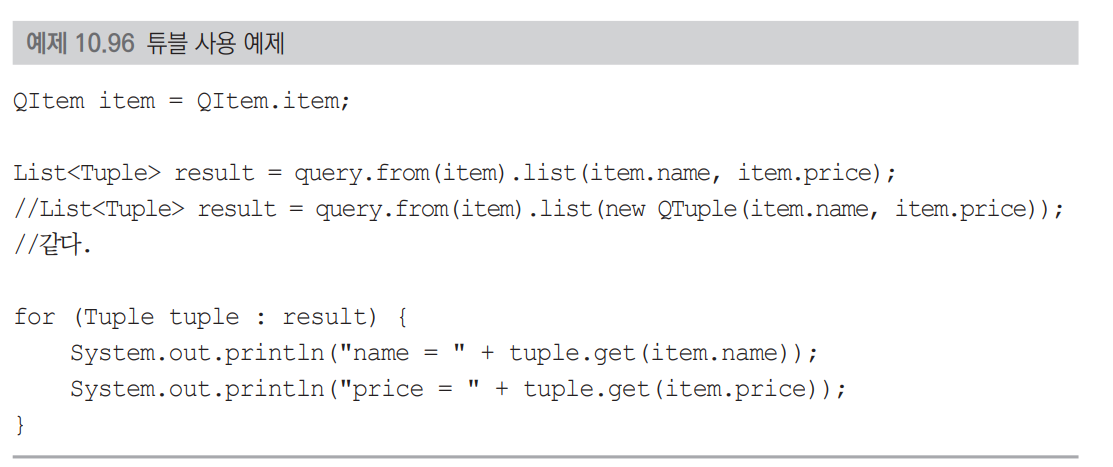 예제 10.96 튜블 사용 예제
QItem item = QItem.item;
List<Tuple> result = query.from(item).list(item.name, item.price);
//List<Tuple> result = query.from(item).list(new QTuple(item.name, item.price));
//같다.
for (Tuple tuple : result) {
    System.out.println("name = " + tuple.get(item.name));
    System.out.println("price = " + tuple.get(item.price));
}